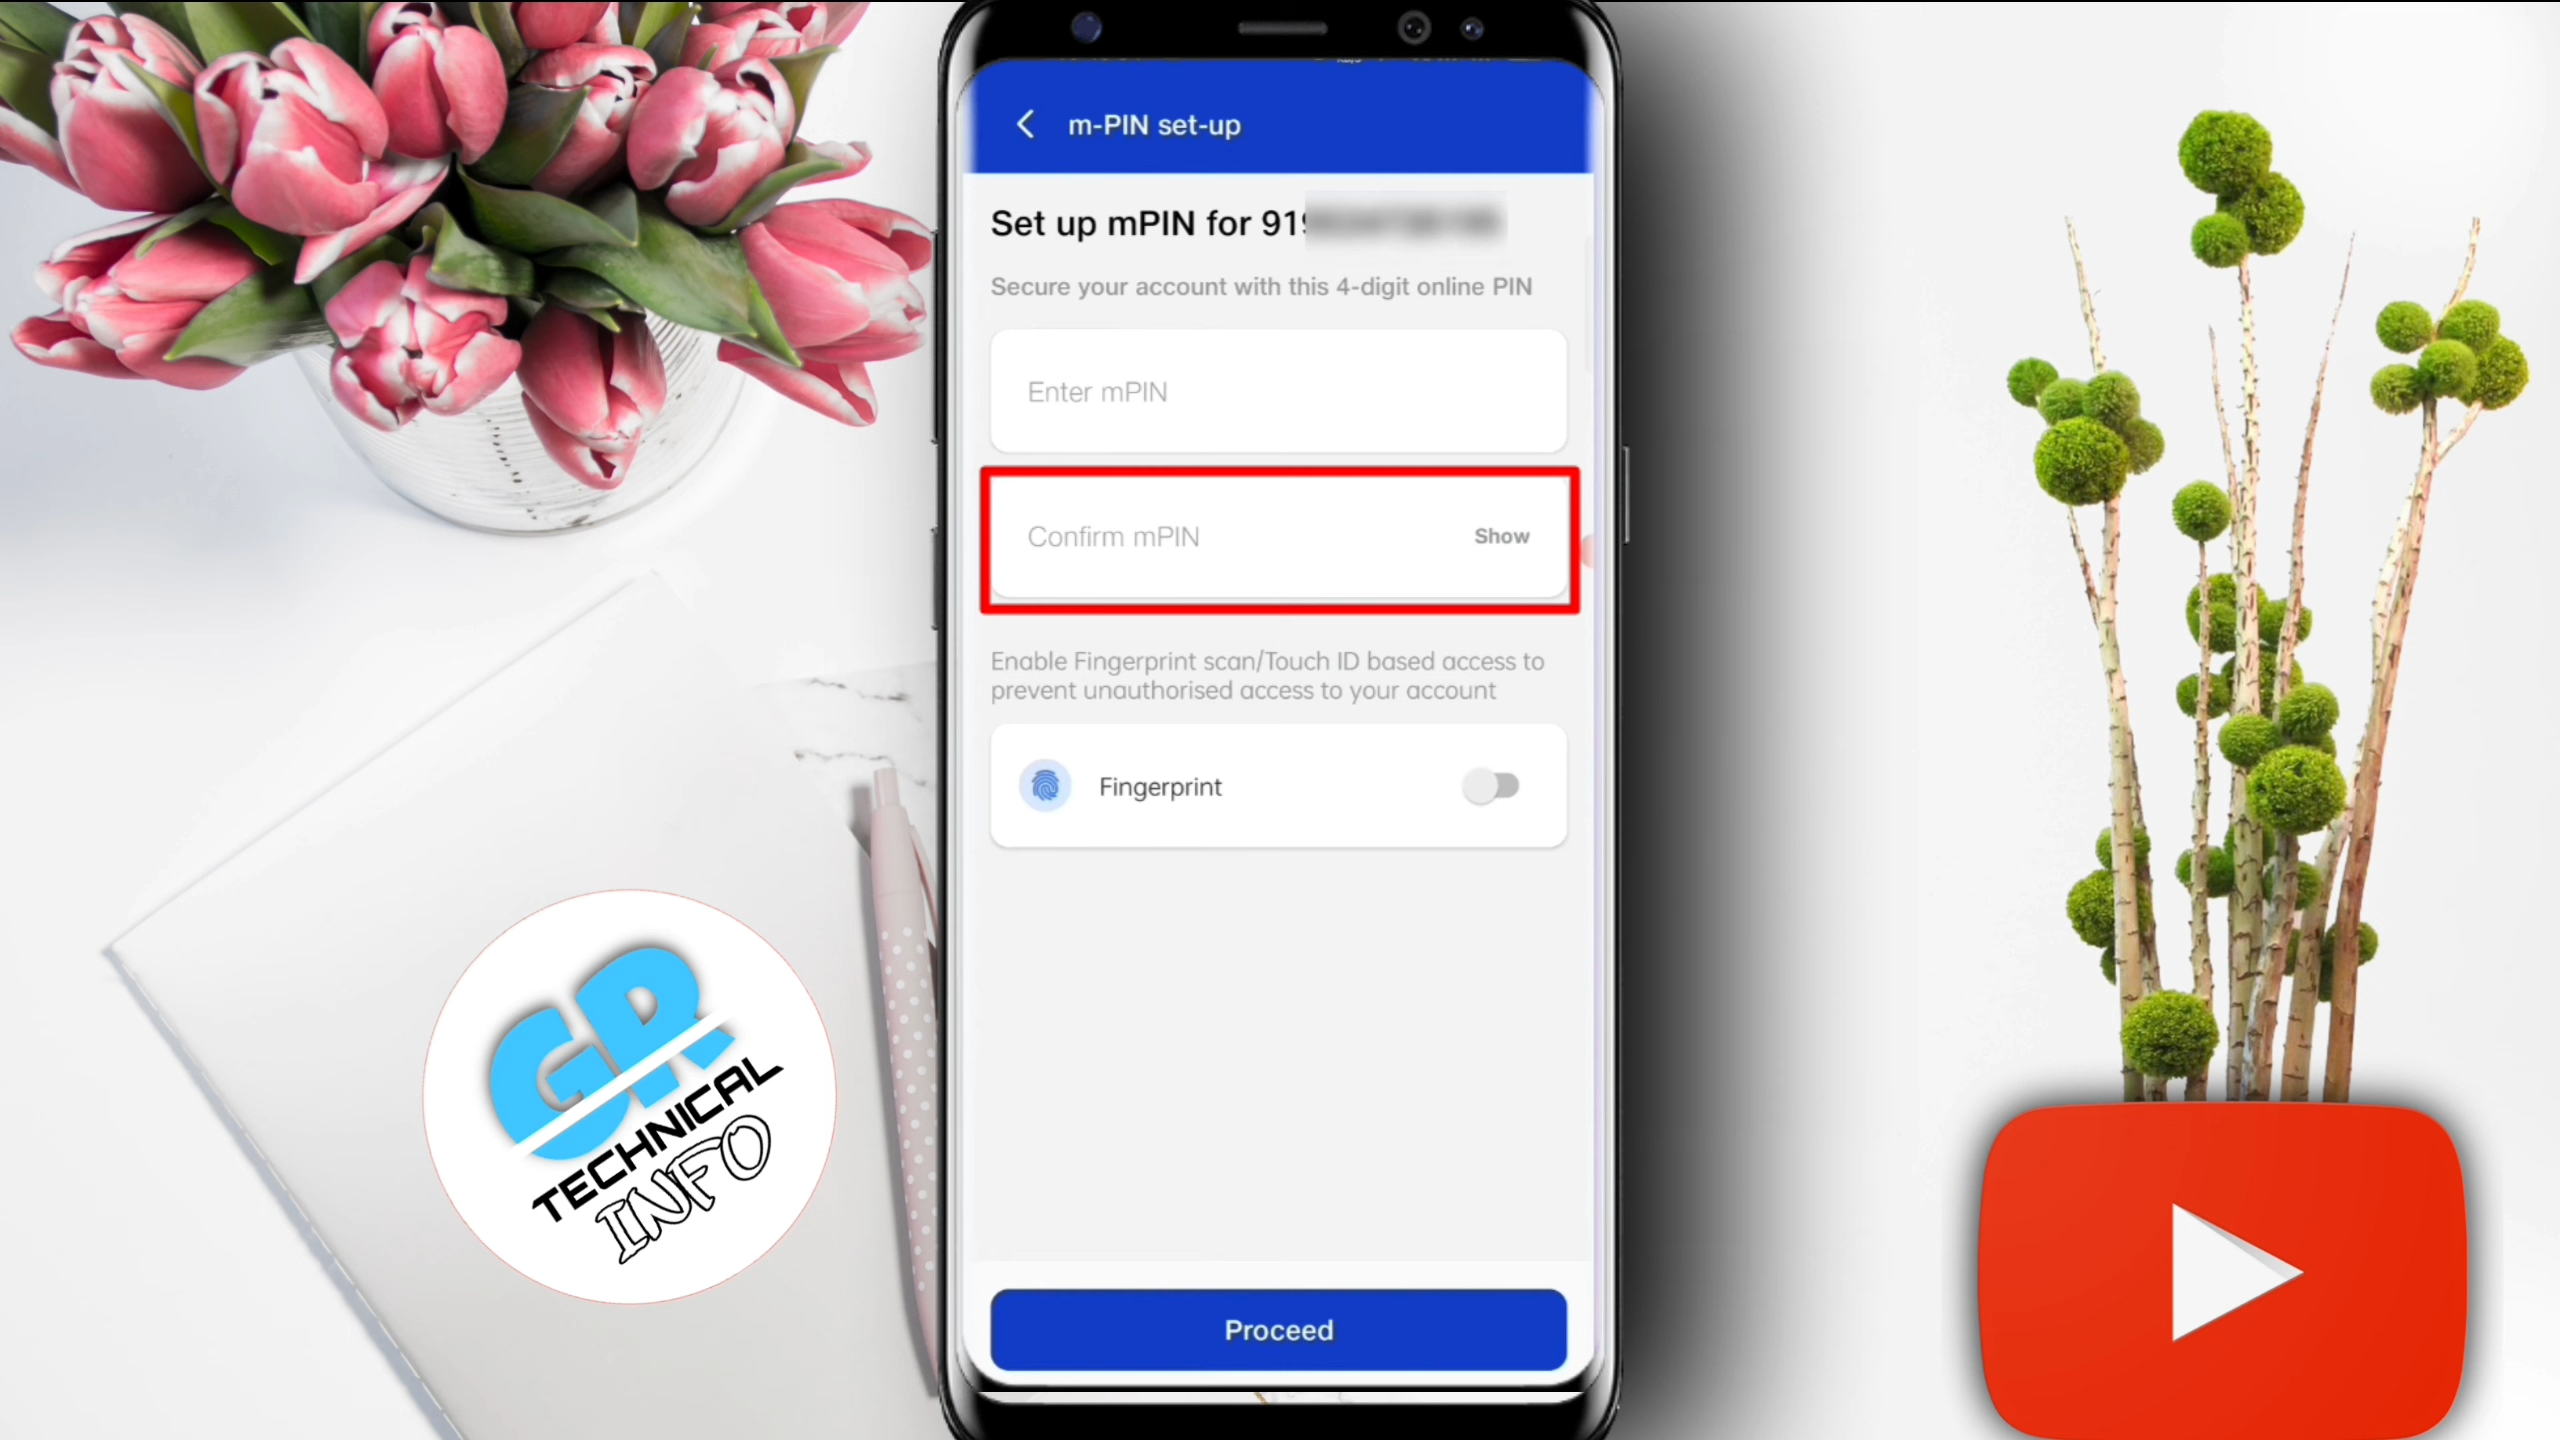 m-PIN set-up
Set up mPIN for 919
Secure your account with this 4-digit online PIN
Enter mPIN
Confirm mPIN
Show
Enable Fingerprint scan/Touch ID based access to
prevent unauthorised access to your account
Fingerprint
Proceed
GR
TECHNICAL
INFO